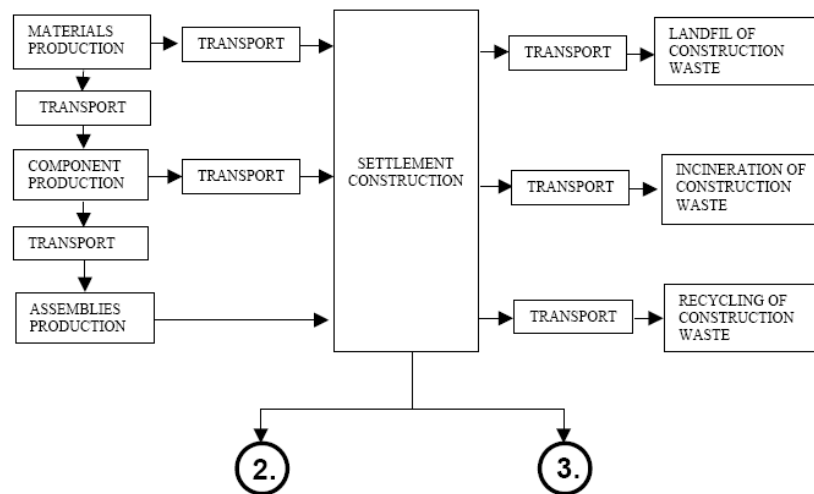 MATERIALS
PRODUCTION
TRANSPORT
TRANSPORT
LANDFIL OF
CONSTRUCTION
WASTE
TRANSPORT
COMPONENT
PRODUCTION
TRANSPORT
SETTLEMENT
CONSTRUCTION
TRANSPORT
INCINERATION OF
CONSTRUCTION
WASTE
TRANSPORT
ASSEMBLIES
PRODUCTION
TRANSPORT
RECYCLING OF
CONSTRUCTION
WASTE
2.
3.